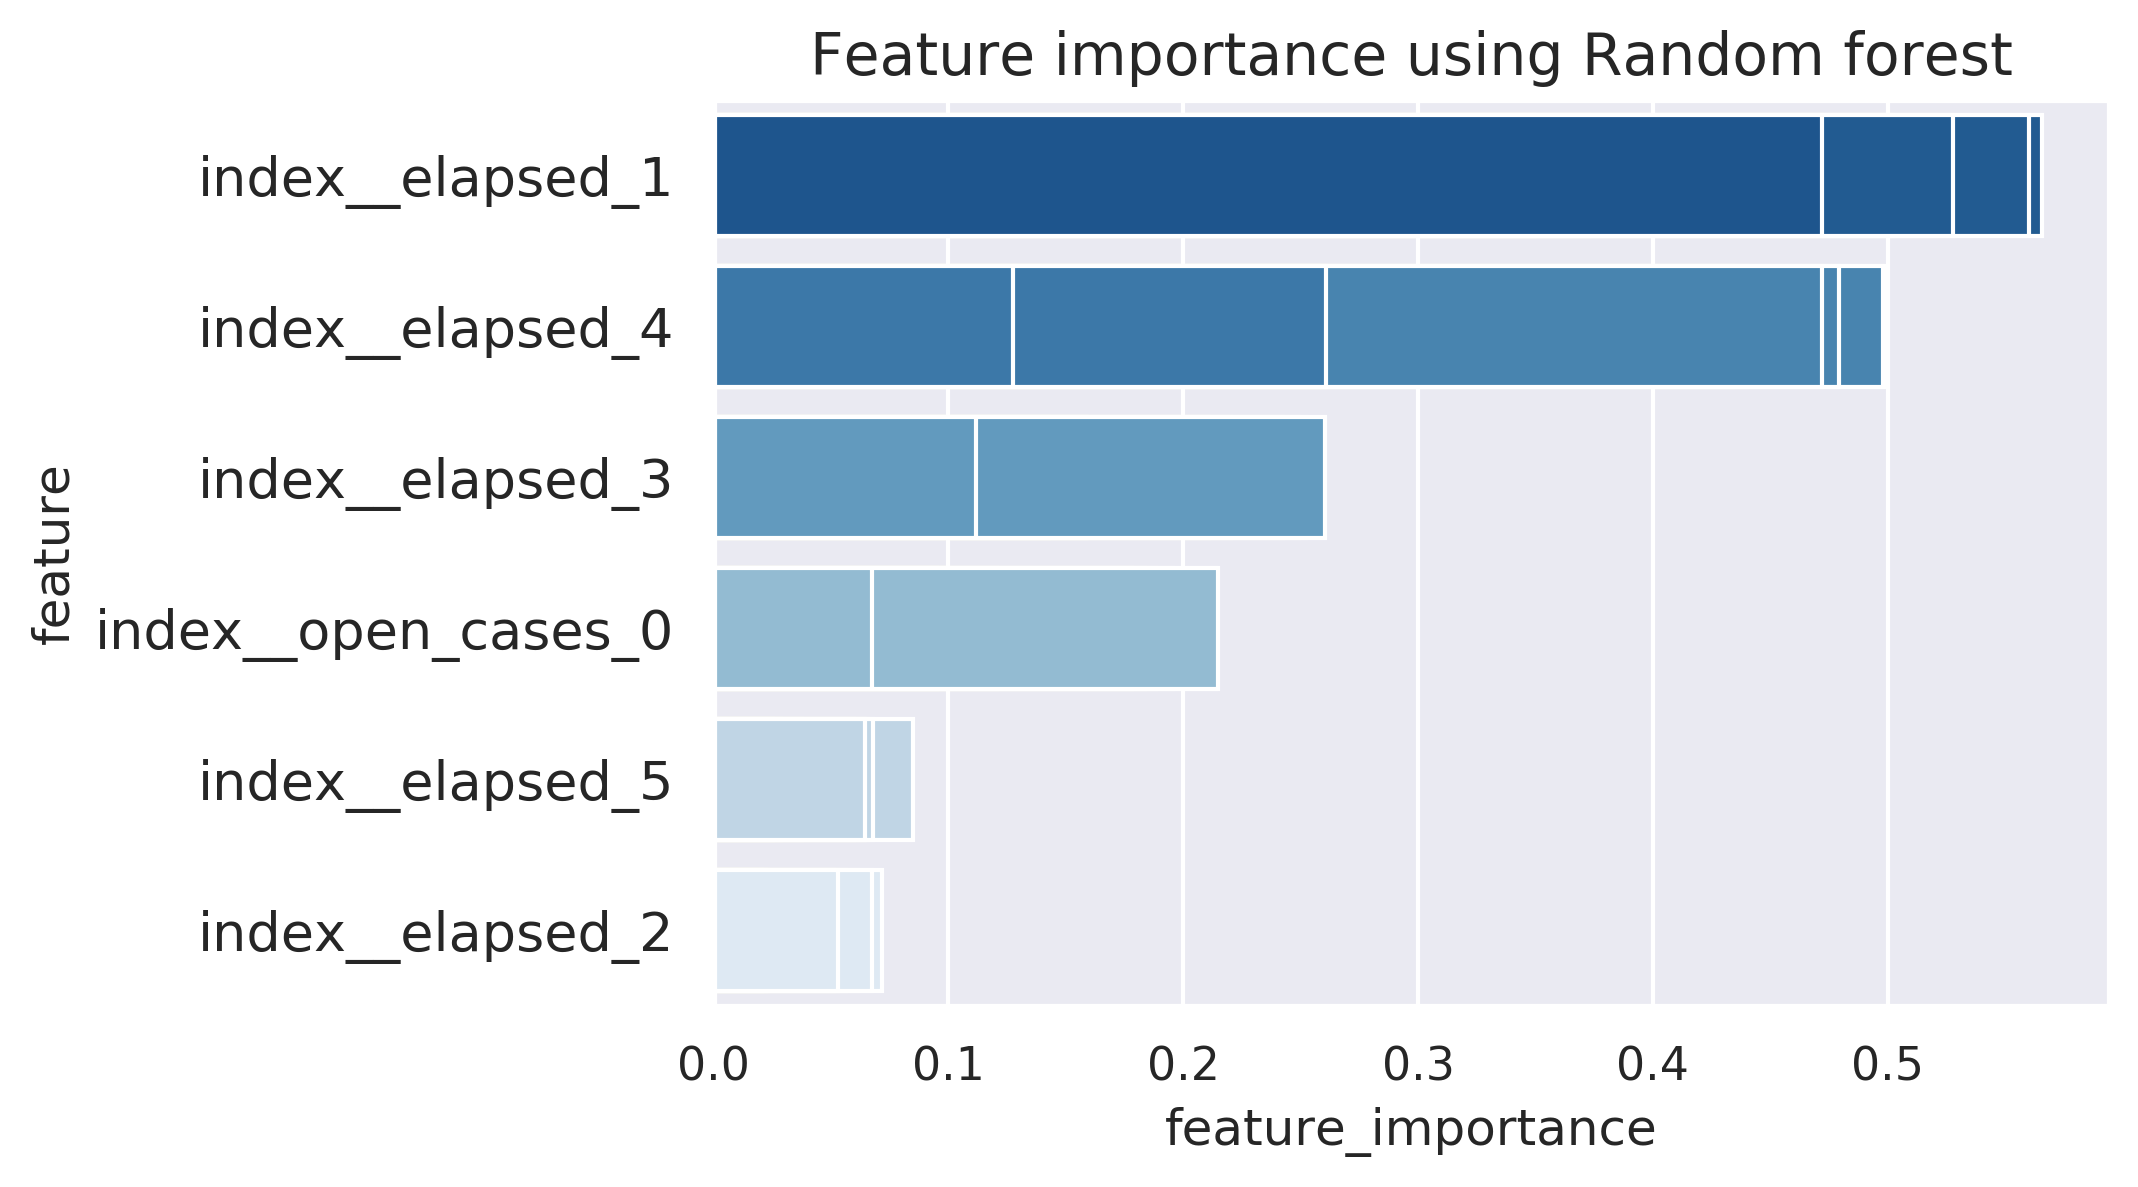 Feature importance using Random forest
index__elapsed_1
index__elapsed_4
index__elapsed_3
index__open_cases_0
index__elapsed_5
index__elapsed_2
feature
0.0 0.1 0.2 0.3 0.4 0.5
feature_importance